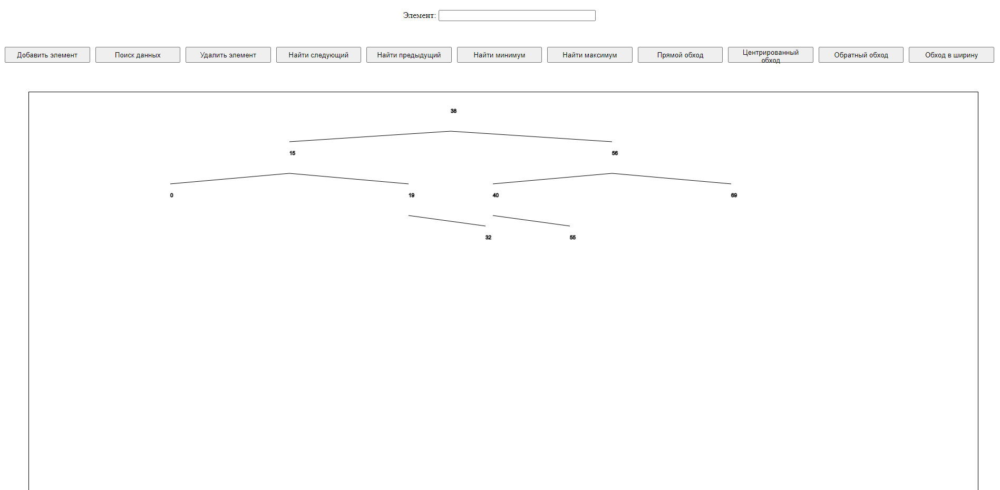 Элемент:
Добавить элемент
Поиск данных
Удалить элемент
Найти следующий
Найти предыдущий
Найти минимум
Найти максимум
Прямой обход
Центрированный
обход
Обратный обход
Обход в ширину
38
15
56
0
19
40
69
32
55